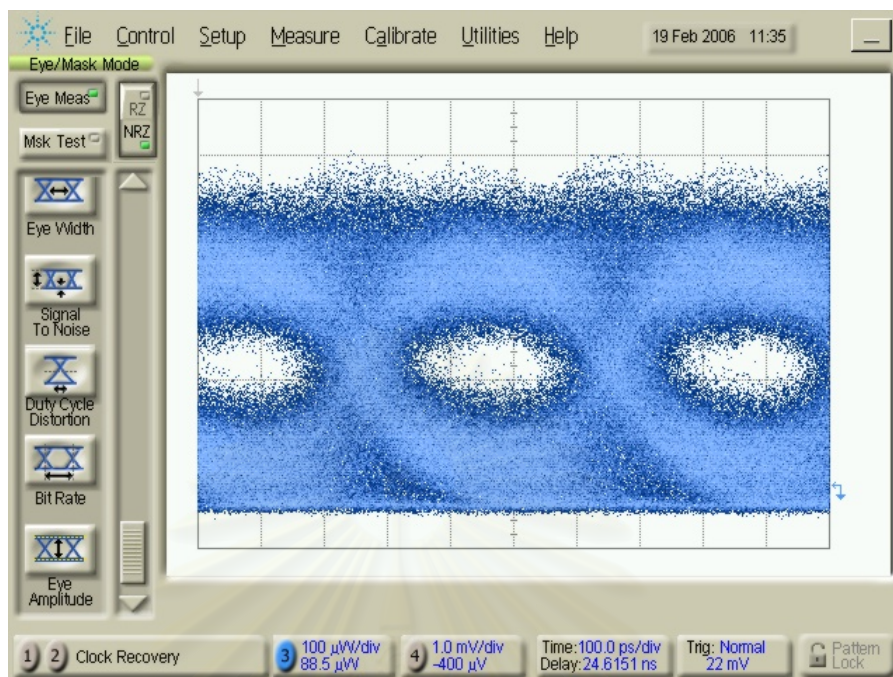 File Control Setup Measure Calibrate Utilities Help 19 Feb 2006 11:35
Eye/Mask Mode
Eye Meas
RZ
Msk Test
NRZ
Eye Width
Signal
To Noise
Duty Cycle
Distortion
Bit Rate
Eye
Amplitude
1 2 Clock Recovery
3 100 µW/div
88.5 µW
4 1.0 mV/div
-400 µV
Time:100.0 ps/div
Delay:24.6151 ns
Trig: Normal
22 mV
Pattern
Lock